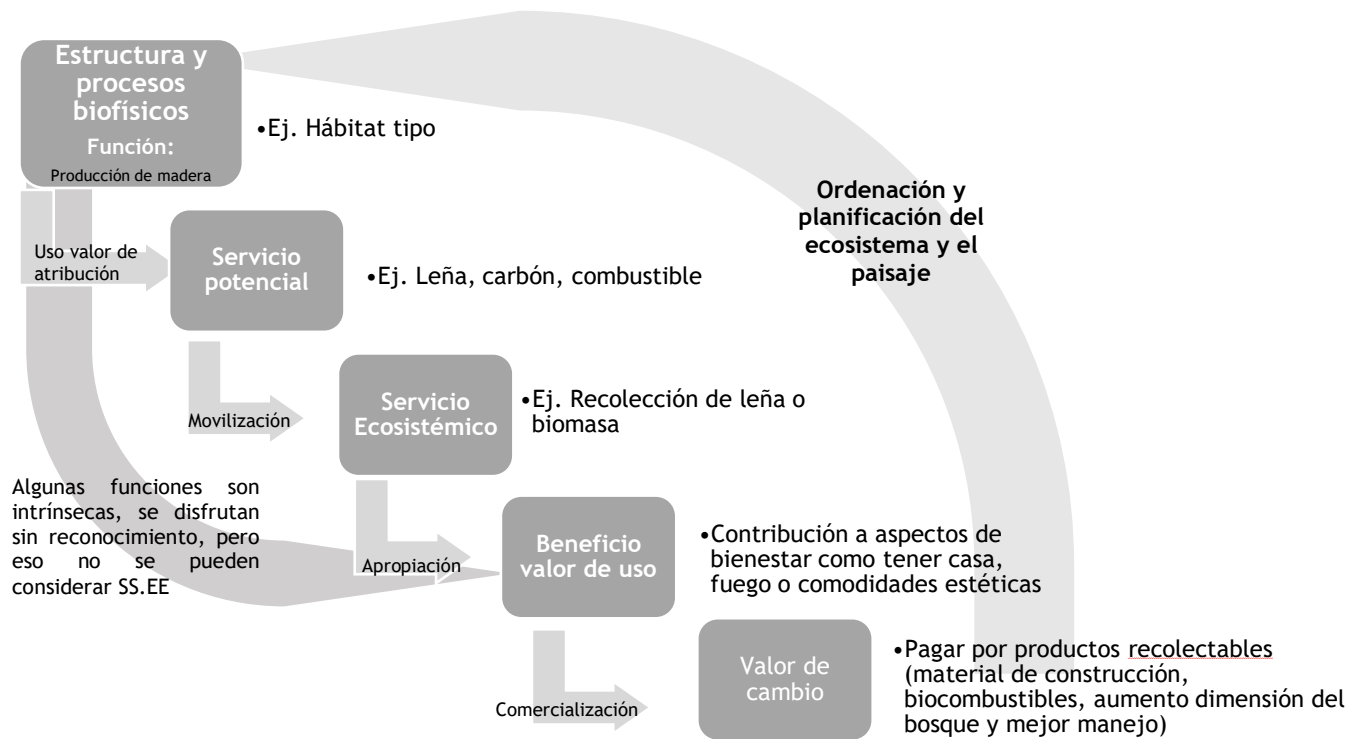 Estructura y
procesos
biofísicos
Función:
Producción de madera
•Ej. Hábitat tipo
Ordenación y
planificación del
ecosistema y el
paisaje
Uso valor de
atribución
Servicio
potencial
•Ej. Leña, carbón, combustible
Movilización
Servicio
Ecosistémico
•Ej. Recolección de leña o
biomasa
Algunas funciones son
intrínsecas, se disfrutan
sin reconocimiento, pero
eso no se pueden
considerar SS.EE
Apropiación
Beneficio
valor de uso
•Contribución a aspectos de
bienestar como tener casa,
fuego o comodidades estéticas
Comercialización
Valor de
cambio
•Pagar por productos recolectables
(material de construcción,
biocombustibles, aumento dimensión del
bosque y mejor manejo)